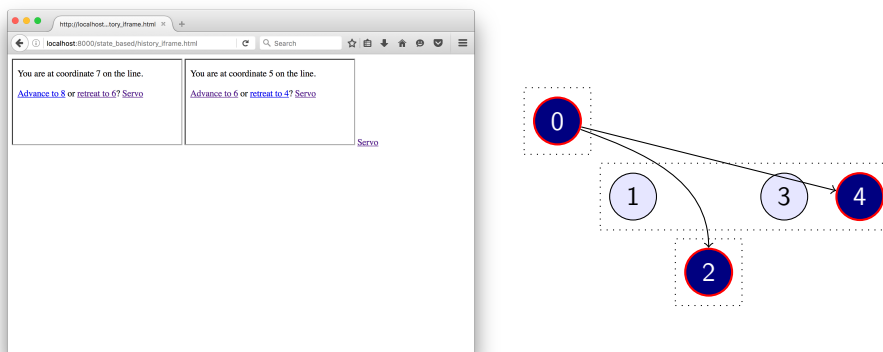 http://localhost...tory_iframe.html × +
localhost:8000/state_based/history_iframe.html Search
You are at coordinate 7 on the line.
Advance to 8 or retreat to 6? Servo
You are at coordinate 5 on the line.
Advance to 6 or retreat to 4? Servo
Servo
0
1
3
4
2